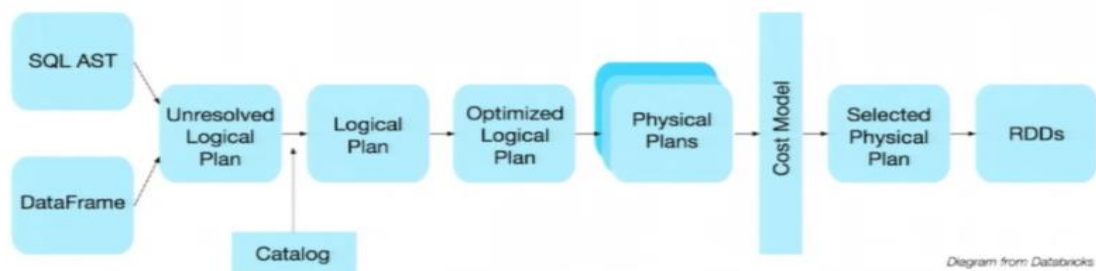 SQL AST
DataFrame
Unresolved
Logical
Plan
Catalog
Logical
Plan
Optimized
Logical
Plan
Physical
Plans
Cost Model
Selected
Physical
Plan
RDDs
Diagram from Databricks